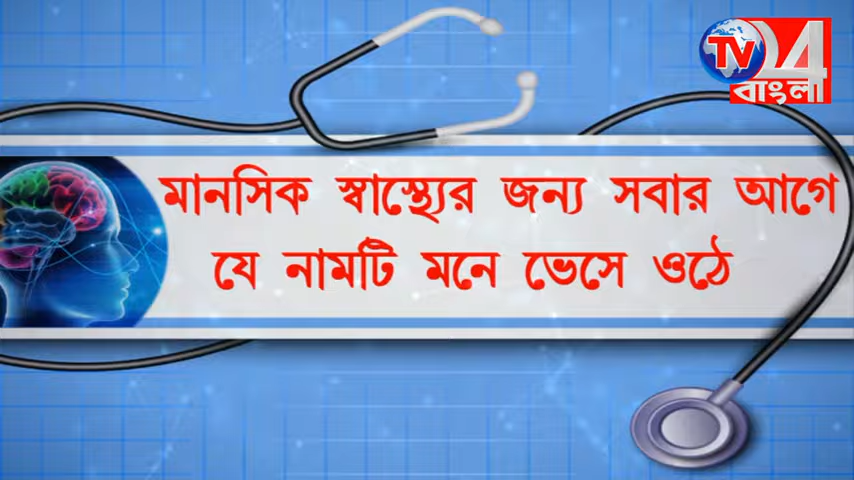 TV 24
বাংলা
মানসিক স্বাস্থ্যের জন্য সবার আগে
যে নামটি মনে ভেসে ওঠে